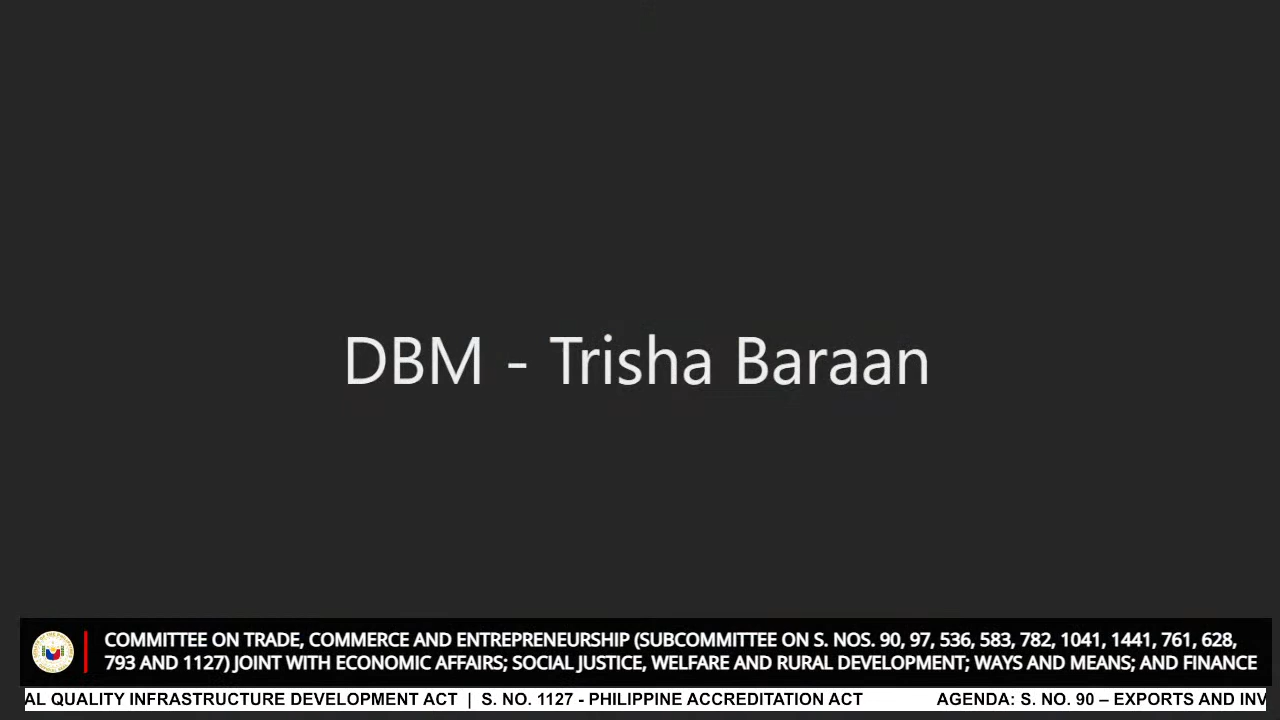 DBM - Trisha Baraan
COMMITTEE ON TRADE, COMMERCE AND ENTREPRENEURSHIP (SUBCOMMITTEE ON S. NOS. 90, 97, 536, 583, 782, 1041, 1441, 761, 628,
793 AND 1127) JOINT WITH ECONOMIC AFFAIRS; SOCIAL JUSTICE, WELFARE AND RURAL DEVELOPMENT; WAYS AND MEANS; AND FINANCE
AL QUALITY INFRASTRUCTURE DEVELOPMENT ACT | S. NO. 1127 - PHILIPPINE ACCREDITATION ACT AGENDA: S. NO. 90 – EXPORTS AND INV